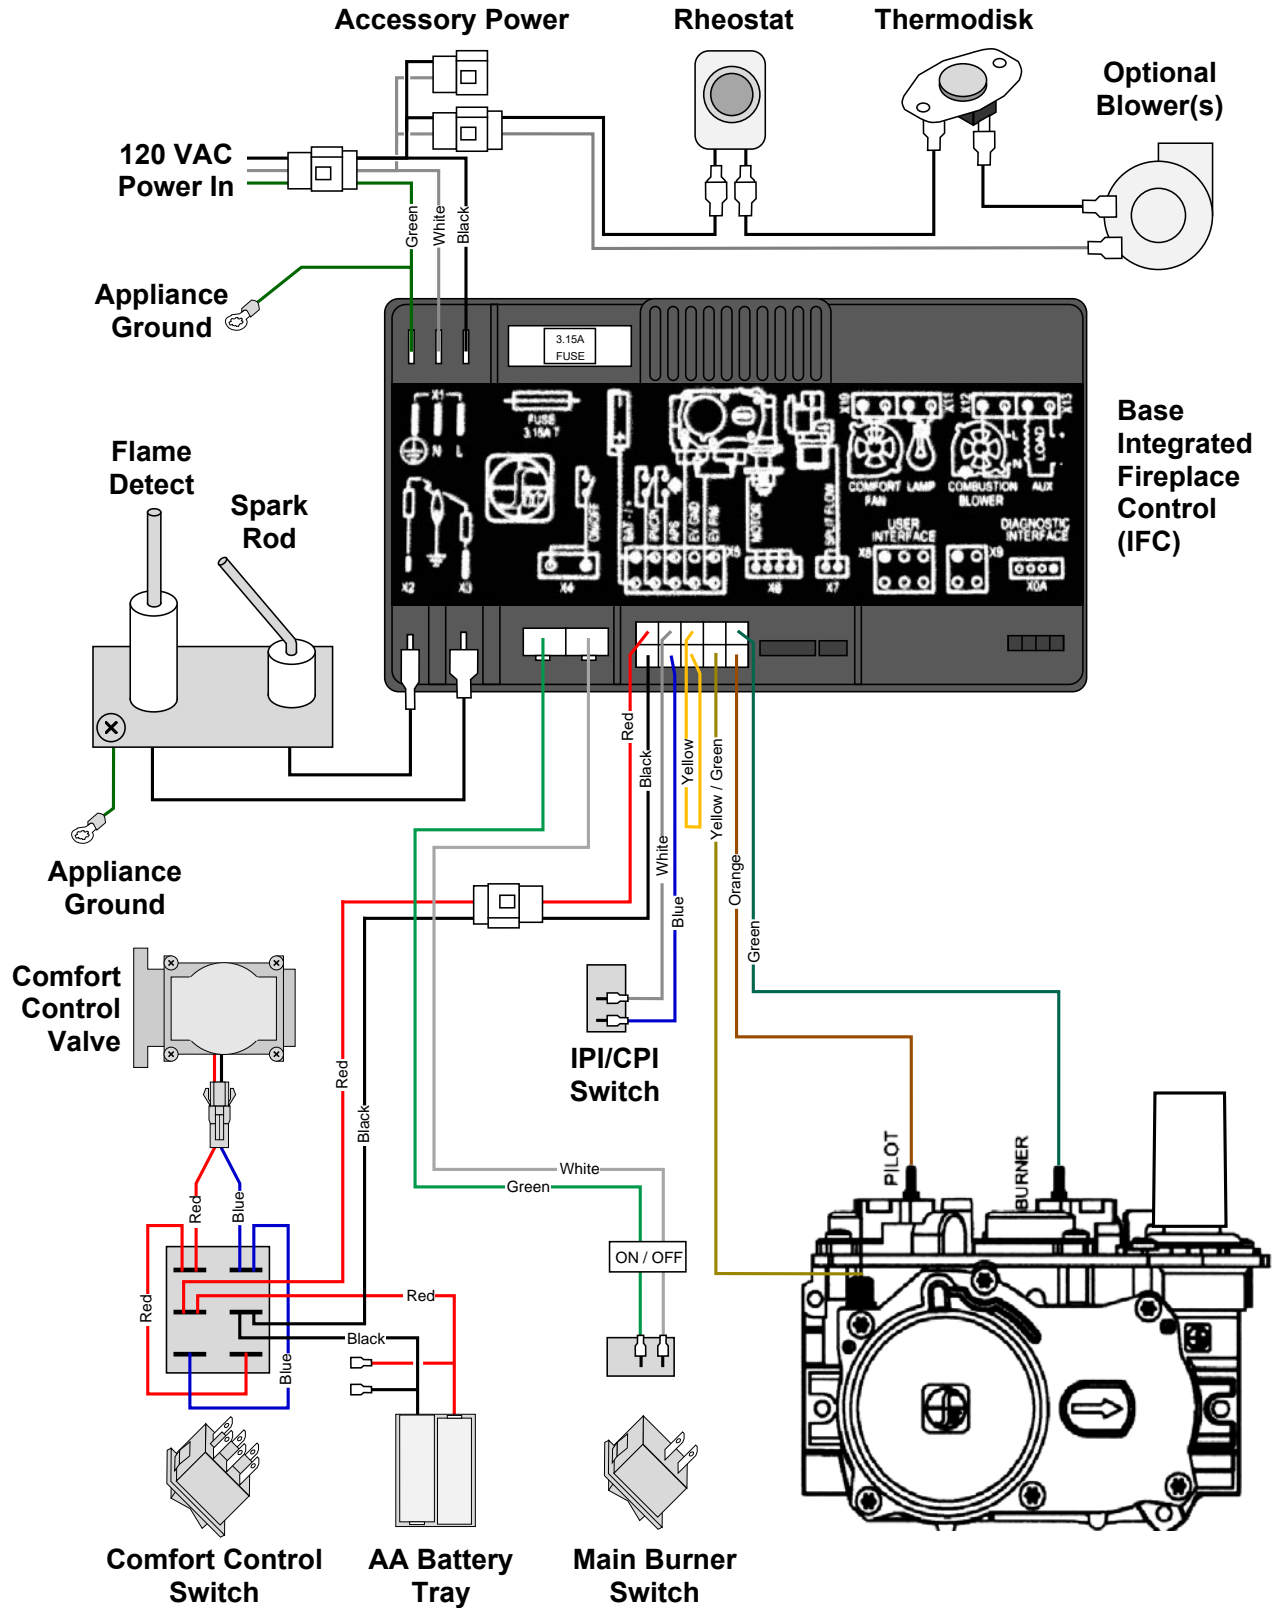 Accessory Power
Rheostat
Thermodisk
Optional
Blower(s)
120 VAC
Power In
Green
White
Black
Appliance
Ground
3.15A
FUSE
Base
Integrated
Fireplace
Control
(IFC)
X1
N
L
FUSE
3.15A T
X10
X11
X12
X13
L
N
LOAD
COMFORT
FAN
LAMP
COMBUSTION
BLOWER
AUX
ON/OFF
BAT
IPI/CPI
APS
EV GND
EV PR6
MOTOR
SPLIT FLOW
USER
INTERFACE
DIAGNOSTIC
INTERFACE
X2
X3
X4
X5
X6
X7
X8
X9
X0A
Flame
Detect
Spark
Rod
Appliance
Ground
Red
Black
White
Blue
Yellow
Yellow / Green
Orange
Green
Comfort
Control
Valve
IPI/CPI
Switch
Red
Black
White
Green
Red
Blue
Red
Blue
Red
Black
ON / OFF
PILOT
BURNER
Comfort Control
Switch
AA Battery
Tray
Main Burner
Switch